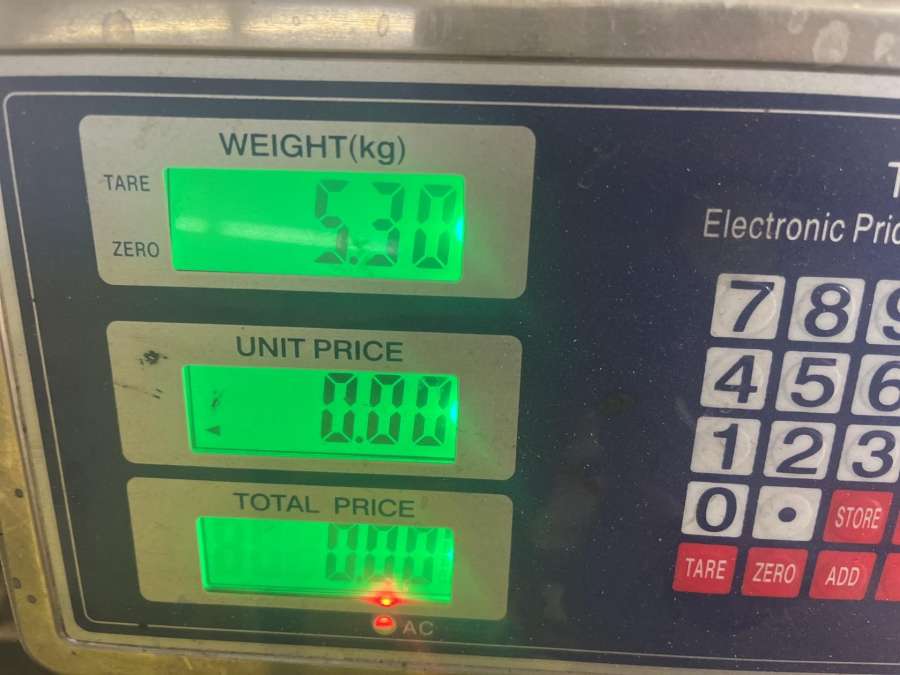 WEIGHT(kg)
TARE
5.30
ZERO
UNIT PRICE
0.00
TOTAL PRICE
0.00
AC
Electronic
7 8 9
4 5 6
1 2 3
0 . STORE
TARE ZERO ADD